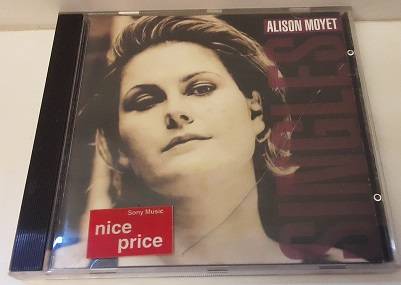 ALISON MOYET
SINGLES
Sony Music
nice
price